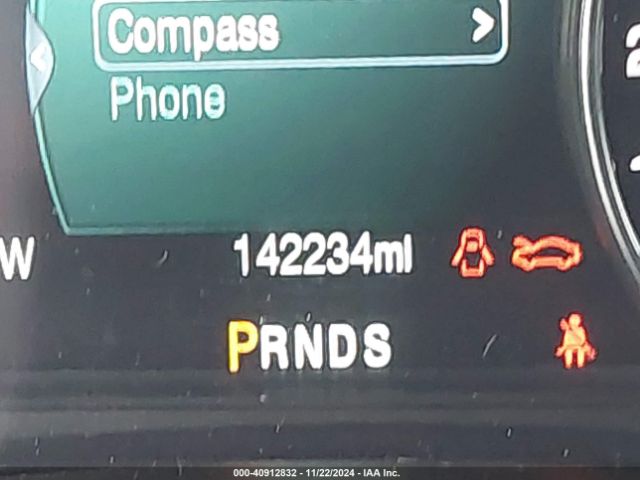 Compass >
Phone
W 142234mi
PRNDS
000-40912832 - 11/22/2024 - IAA Inc.